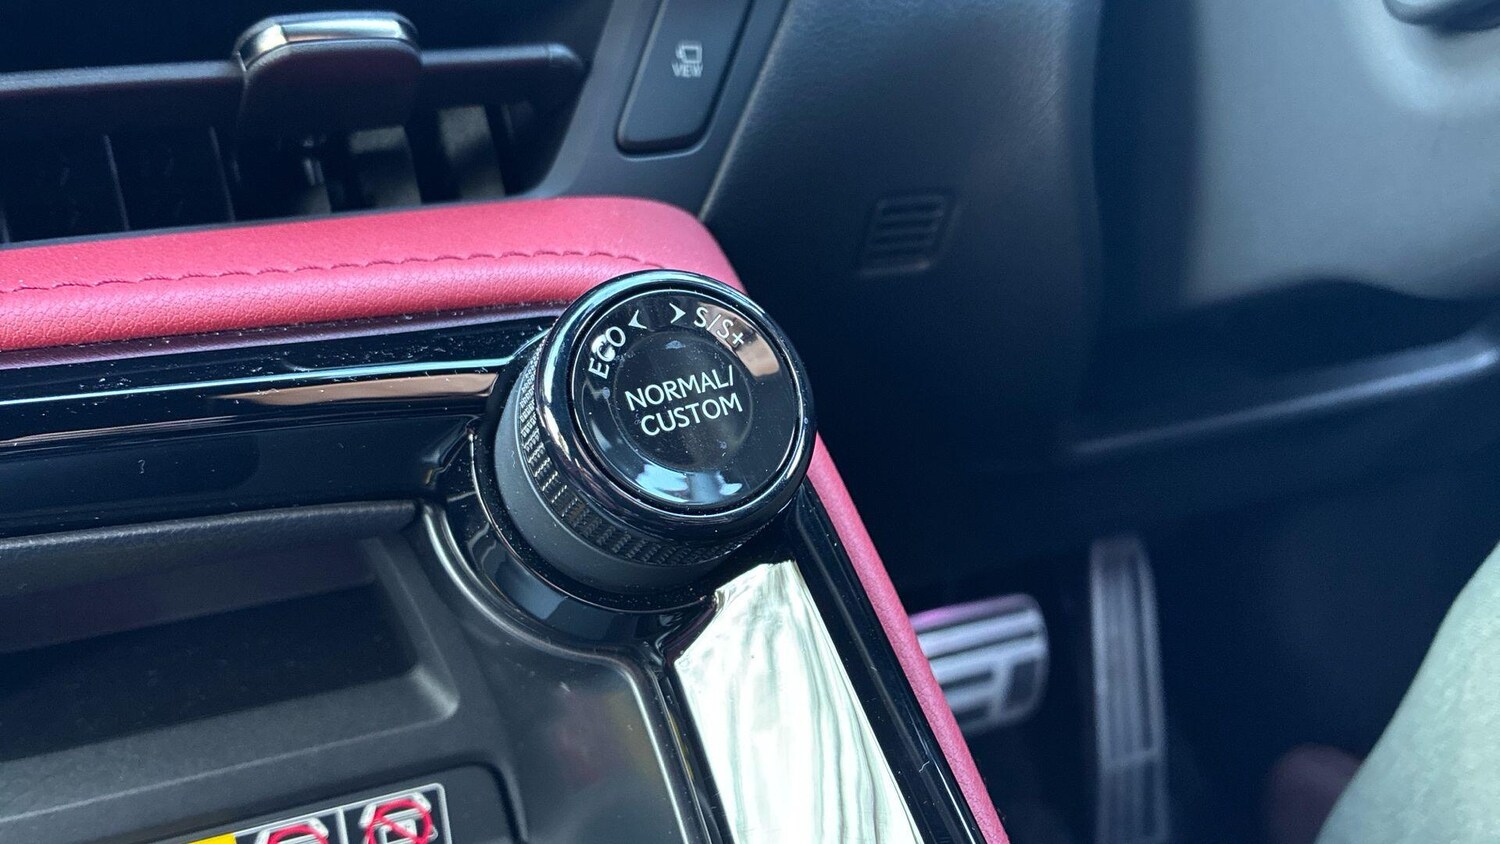 VIEW
ECO < > S/S+
NORMAL/
CUSTOM